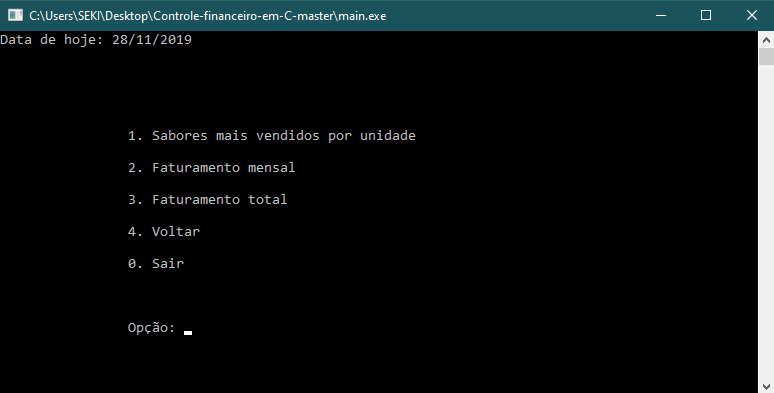 C:\Users\SEKI\Desktop\Controle-financeiro-em-C-master\main.exe
Data de hoje: 28/11/2019
1. Sabores mais vendidos por unidade
2. Faturamento mensal
3. Faturamento total
4. Voltar
0. Sair
Opção: